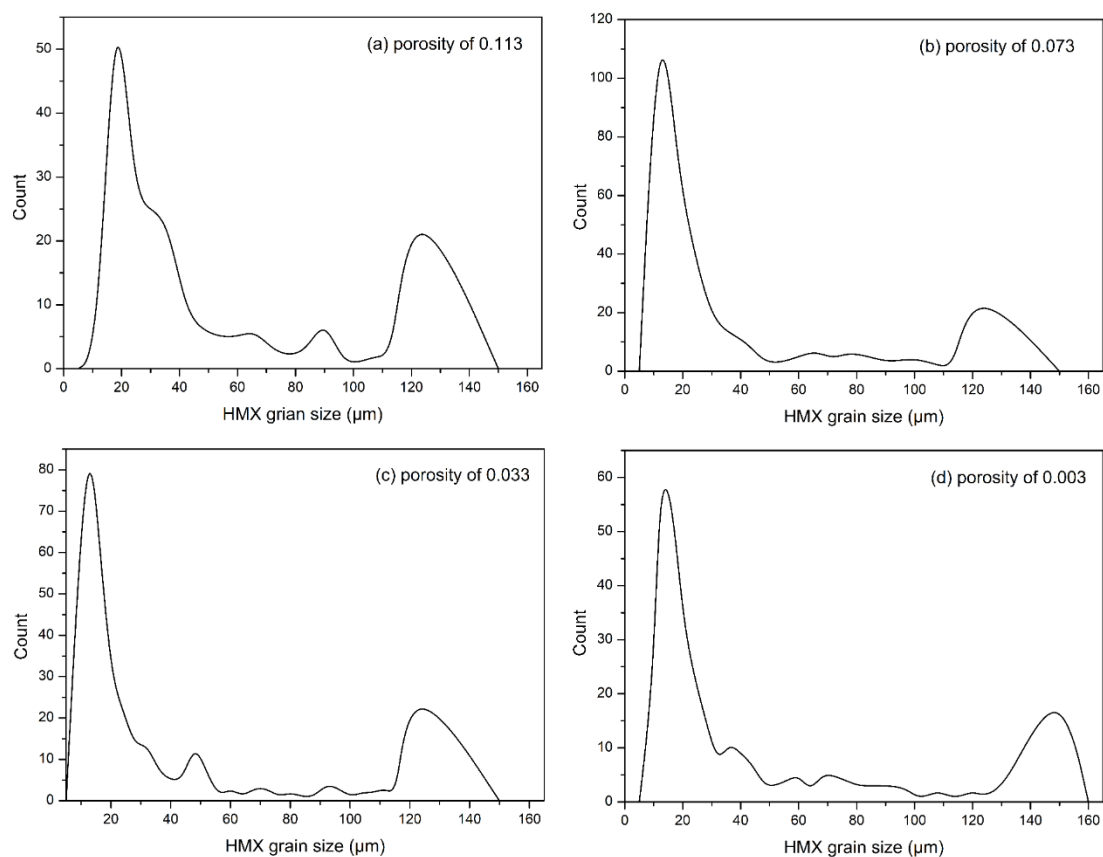 (a) porosity of 0.113
50
40
30
20
10
0
Count
0 20 40 60 80 100 120 140 160
HMX grian size (µm)
(b) porosity of 0.073
120
100
80
60
40
20
0
Count
0 20 40 60 80 100 120 140 160
HMX grain size (µm)
(c) porosity of 0.033
80
70
60
50
40
30
20
10
0
Count
20 40 60 80 100 120 140 160
HMX grain size (µm)
(d) porosity of 0.003
60
50
40
30
20
10
0
Count
0 20 40 60 80 100 120 140 160
HMX grain size (µm)